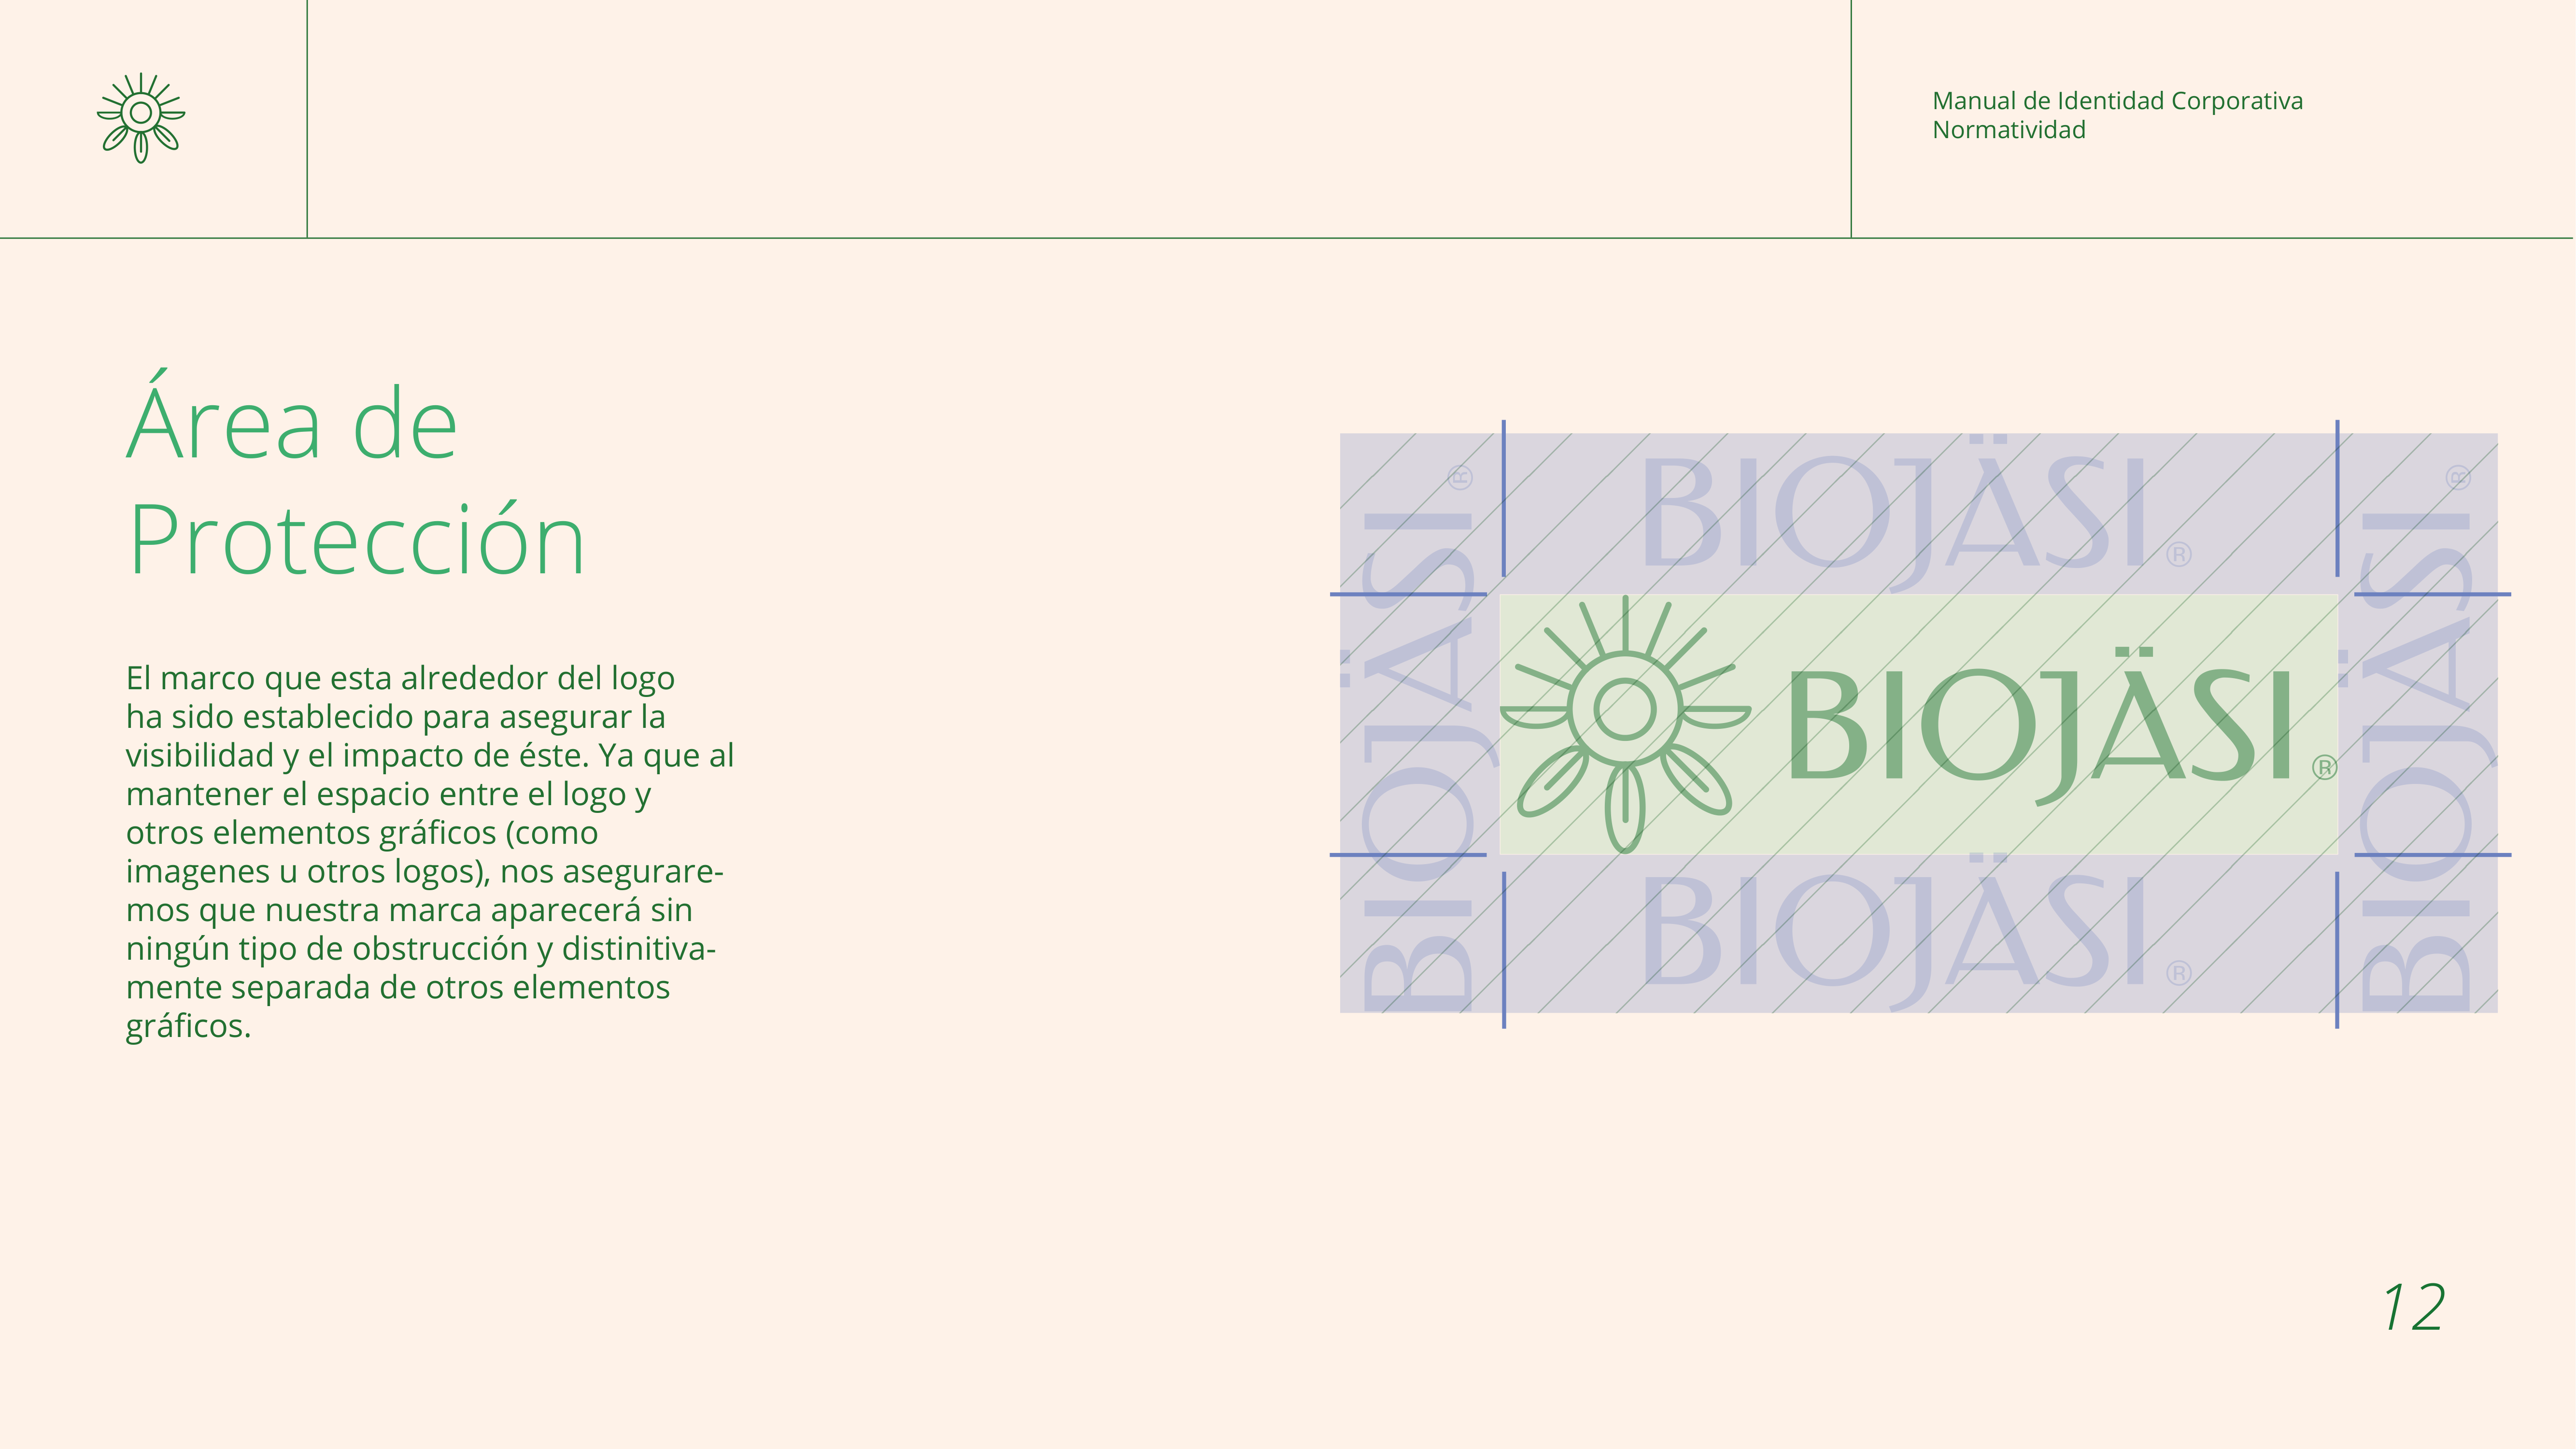 Manual de Identidad Corporativa
Normatividad
Área de
Protección
El marco que esta alrededor del logo
ha sido establecido para asegurar la
visibilidad y el impacto de éste. Ya que al
mantener el espacio entre el logo y
otros elementos gráficos (como
imagenes u otros logos), nos asegurare-
mos que nuestra marca aparecerá sin
ningún tipo de obstrucción y distinitiva-
mente separada de otros elementos
gráficos.
BIOJÄSI®
BIOJÄSI®
BIOJÄSI®
BIOJÄSI®
BIOJÄSI®
12